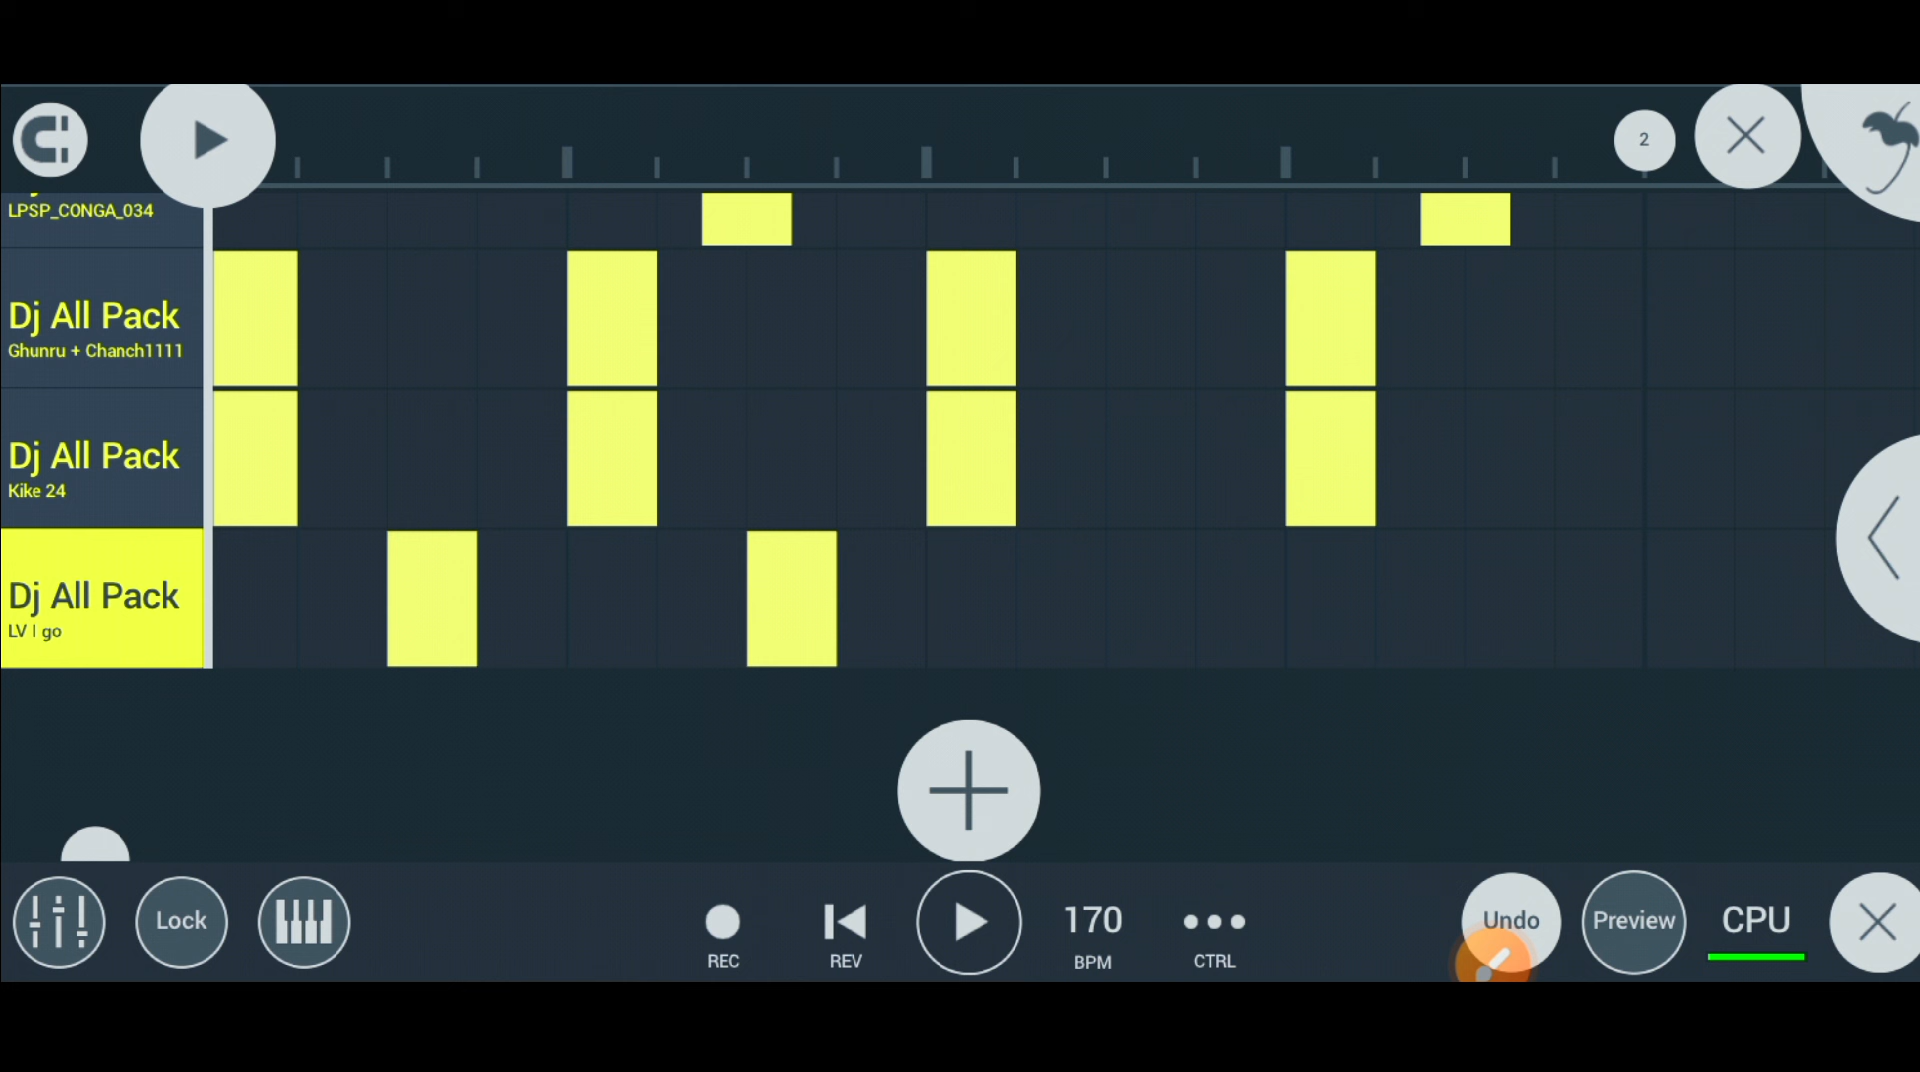 2
LPSP_CONGA_034
Dj All Pack
Ghunru + Chanch1111
Dj All Pack
Kike 24
Dj All Pack
LV I go
Lock
REC
REV
170
BPM
CTRL
Undo
Preview
CPU